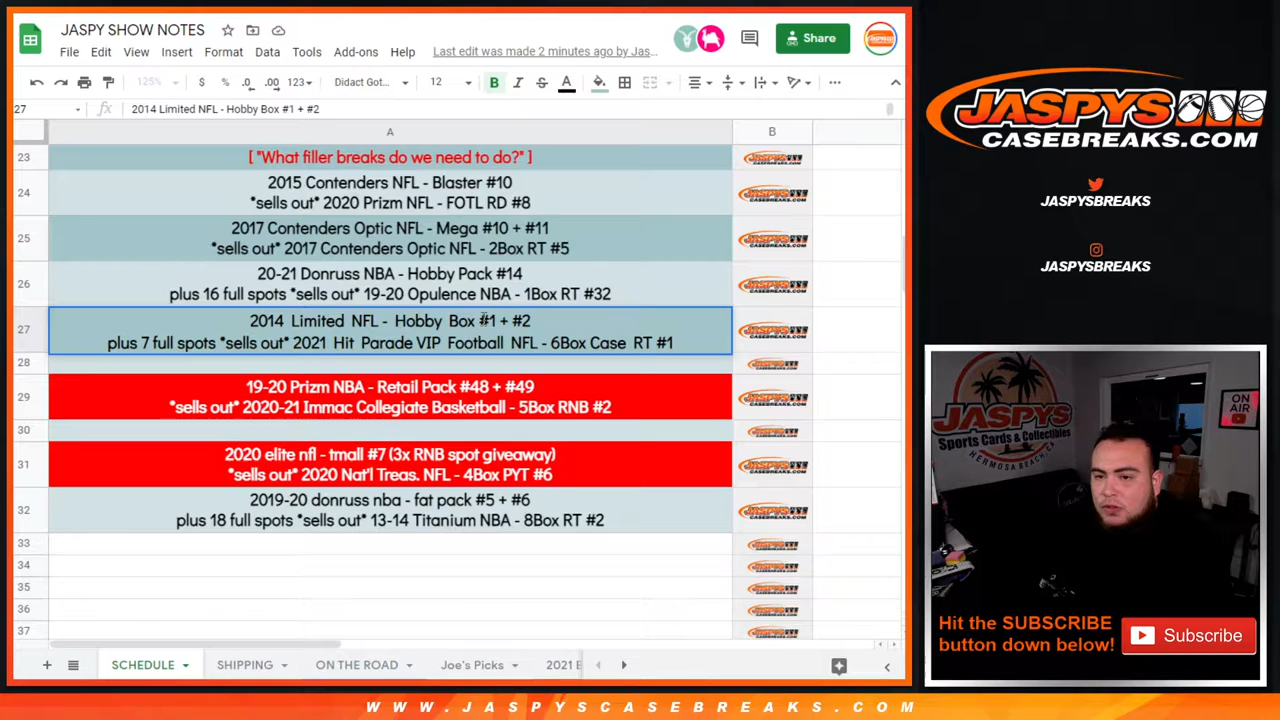 JASPY SHOW NOTES
File Edit View Insert Format Data Tools Add-ons Help
Last edit was made 2 minutes ago by Jas...
Share
125% $ % .0 .00 123 Didact Got... 12 B I S A
27 fx 2014 Limited NFL - Hobby Box #1 + #2
A B
23 [ "What filler breaks do we need to do?" ]
24 2015 Contenders NFL - Blaster #10
*sells out* 2020 Prizm NFL - FOTL RD #8
25 2017 Contenders Optic NFL - Mega #10 + #11
*sells out* 2017 Contenders Optic NFL - 2Box RT #5
26 20-21 Donruss NBA - Hobby Pack #14
plus 16 full spots *sells out* 19-20 Opulence NBA - 1Box RT #32
27 2014 Limited NFL - Hobby Box #1 + #2
plus 7 full spots *sells out* 2021 Hit Parade VIP Football NFL - 6Box Case RT #1
28
29 19-20 Prizm NBA - Retail Pack #48 + #49
*sells out* 2020-21 Immac Collegiate Basketball - 5Box RNB #2
30
31 2020 elite nfl - tmall #7 (3x RNB spot giveaway)
*sells out* 2020 Nat'l Treas. NFL - 4Box PYT #6
32 2019-20 donruss nba - fat pack #5 + #6
plus 18 full spots *sells out* 13-14 Titanium NBA - 8Box RT #2
33
34
35
36
37
SCHEDULE SHIPPING ON THE ROAD Joe's Picks
JASPYS
CASEBREAKS.COM
JASPYSBREAKS
JASPYSBREAKS
JASPYS
Sports Cards & Collectibles
HERMOSA BEACH, CA
ON AIR
Hit the SUBSCRIBE
button down below!
Subscribe
WWW.JASPYSCASEBREAKS.COM